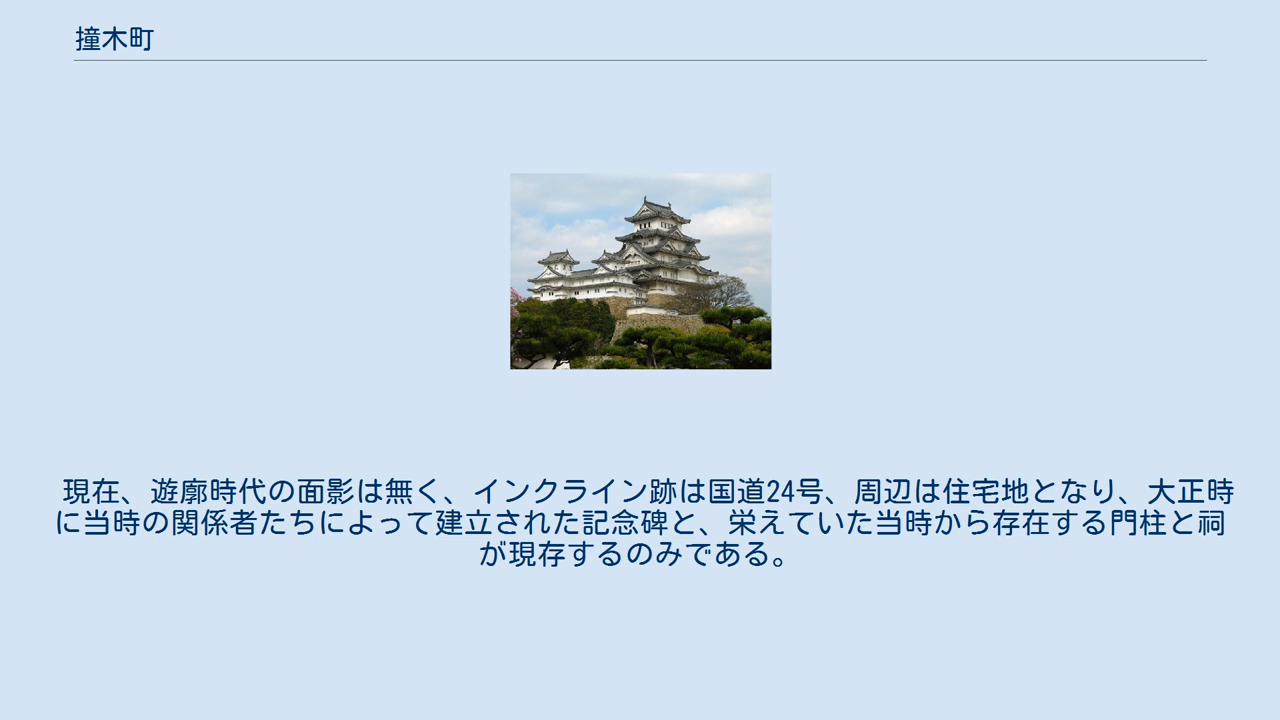 撞木町
現在、遊廓時代の面影は無く、インクライン跡は国道24号、周辺は住宅地となり、大正時
に当時の関係者たちによって建立された記念碑と、栄えていた当時から存在する門柱と祠
が現存するのみである。